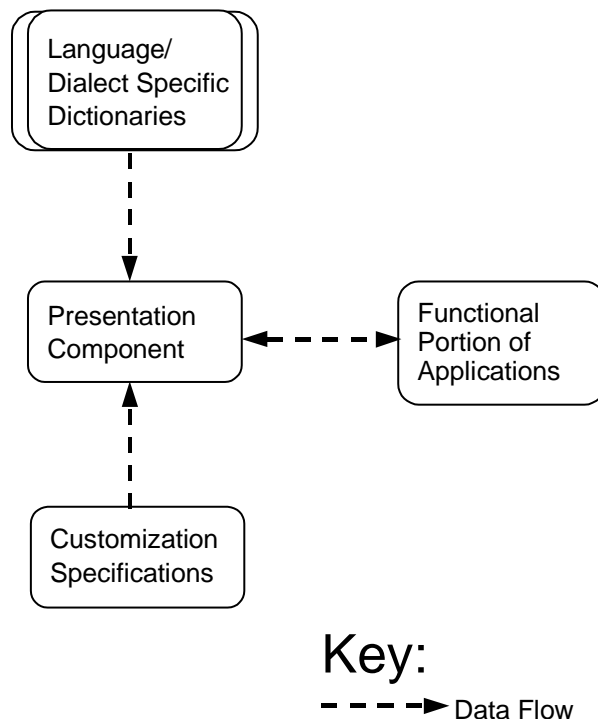 Language/
Dialect Specific
Dictionaries
Presentation
Component
Functional
Portion of
Applications
Customization
Specifications
Key:
Data Flow